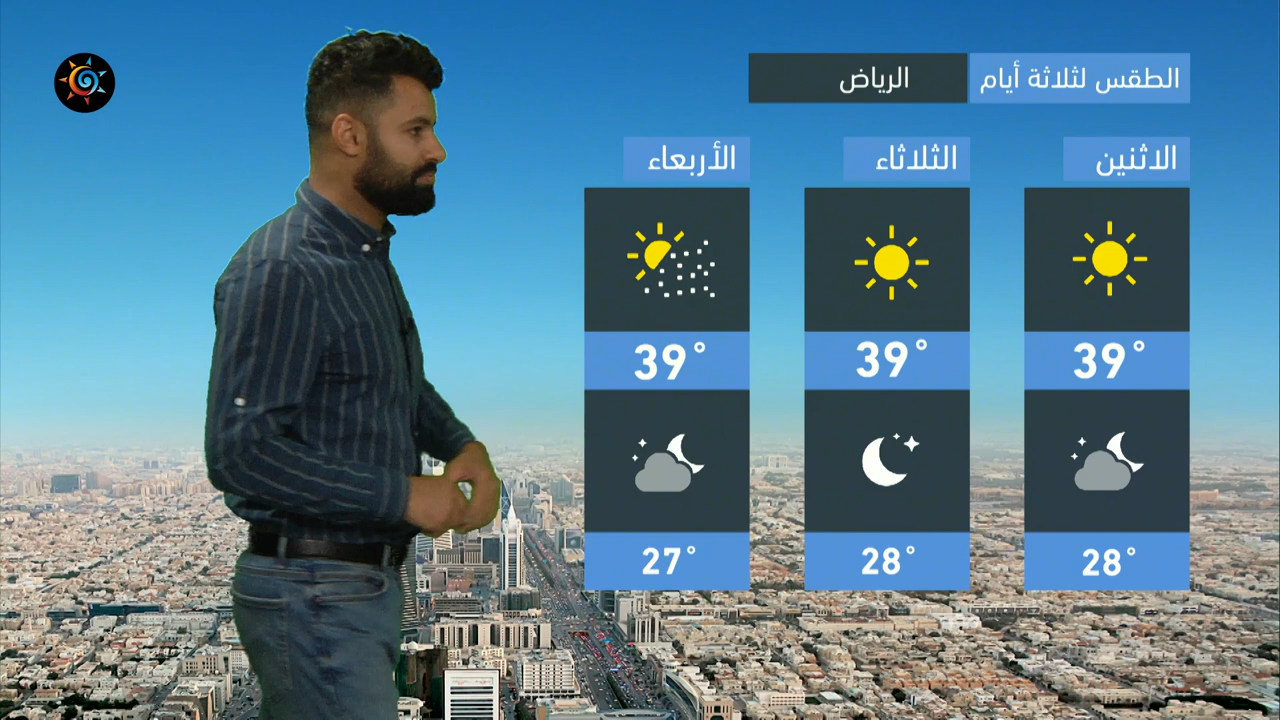 الطقس لثلاثة أيام
الرياض
الاثنين
الثلاثاء
الأربعاء
39°
39°
39°
28°
28°
27°